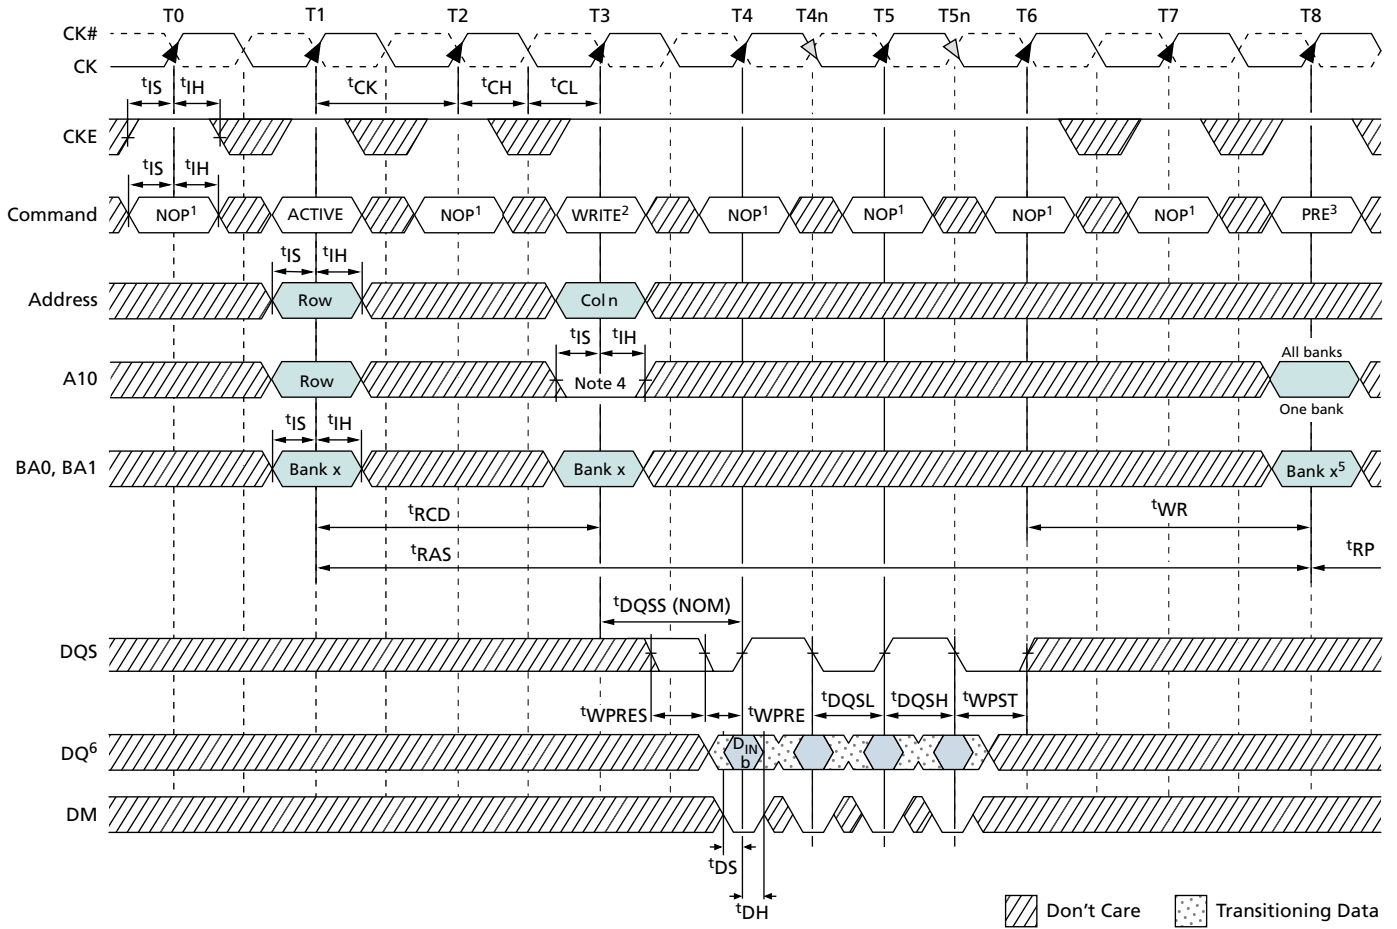 T0 T1 T2 T3 T4 T4n T5 T5n T6 T7 T8
CK#
CK
tIS tIH tCK tCH tCL
CKE
tIS tIH
Command NOP1 ACTIVE NOP1 WRITE2 NOP1 NOP1 NOP1 NOP1 PRE3
tIS tIH
Address Row Col n
tIS tIH
All banks
A10 Row Note 4
One bank
tIS tIH
BA0, BA1 Bank x Bank x Bank x5
tRCD tWR
tRAS tRP
tDQSS (NOM)
DQS
tWPRES tWPRE tDQSL tDQSH tWPST
DQ6 DIN
b
DM
tDS
tDH
Don't Care Transitioning Data